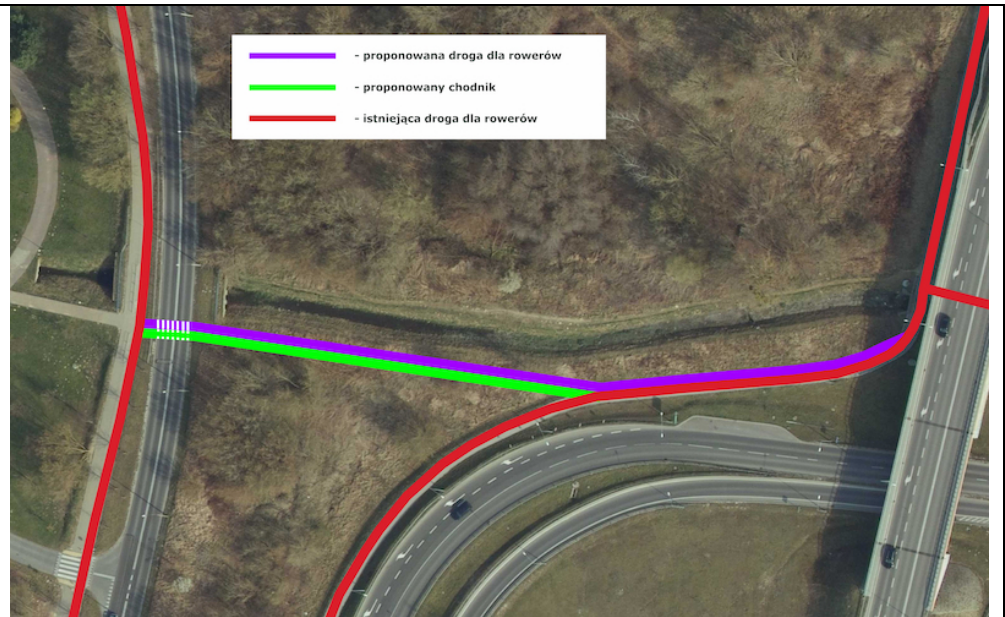 - proponowana droga dla rowerów
- proponowany chodnik
- istniejąca droga dla rowerów